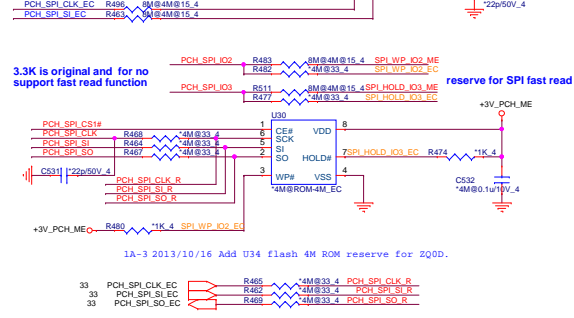 PCH_SPI_CLK_EC R496 8M@4M@15_4
PCH_SPI_SI_EC R463 8M@4M@15_4
*22p/50V_4
PCH_SPI_IO2 R483 8M@4M@15_4 SPI_WP_IO2_ME
R482 *4M@33_4 SPI_WP_IO2_EC
3.3K is original and for no
support fast read function
PCH_SPI_IO3 R511 8M@4M@15_4 SPI_HOLD_IO3_ME
R477 *4M@33_4 SPI_HOLD_IO3_EC
reserve for SPI fast read
+3V_PCH_ME
U30
PCH_SPI_CS1# 1 CE# VDD 8
PCH_SPI_CLK R468 *4M@33_4 6 SCK
PCH_SPI_SI R464 *4M@33_4 5 SI
PCH_SPI_SO R467 *4M@33_4 2 SO HOLD# 7 SPI_HOLD_IO3_EC R474 *1K_4
C531 *22p/50V_4
3 WP# VSS 4
PCH_SPI_CLK_R
PCH_SPI_SI_R
PCH_SPI_SO_R
*4M@ROM-4M_EC
C532
*4M@0.1u/10V_4
+3V_PCH_ME R480 *1K_4 SPI_WP_IO2_EC
1A-3 2013/10/16 Add U34 flash 4M ROM reserve for ZQ0D.
33 PCH_SPI_CLK_EC R465 *4M@33_4 PCH_SPI_CLK_R
33 PCH_SPI_SI_EC R462 *4M@33_4 PCH_SPI_SI_R
33 PCH_SPI_SO_EC R469 *4M@33_4 PCH_SPI_SO_R